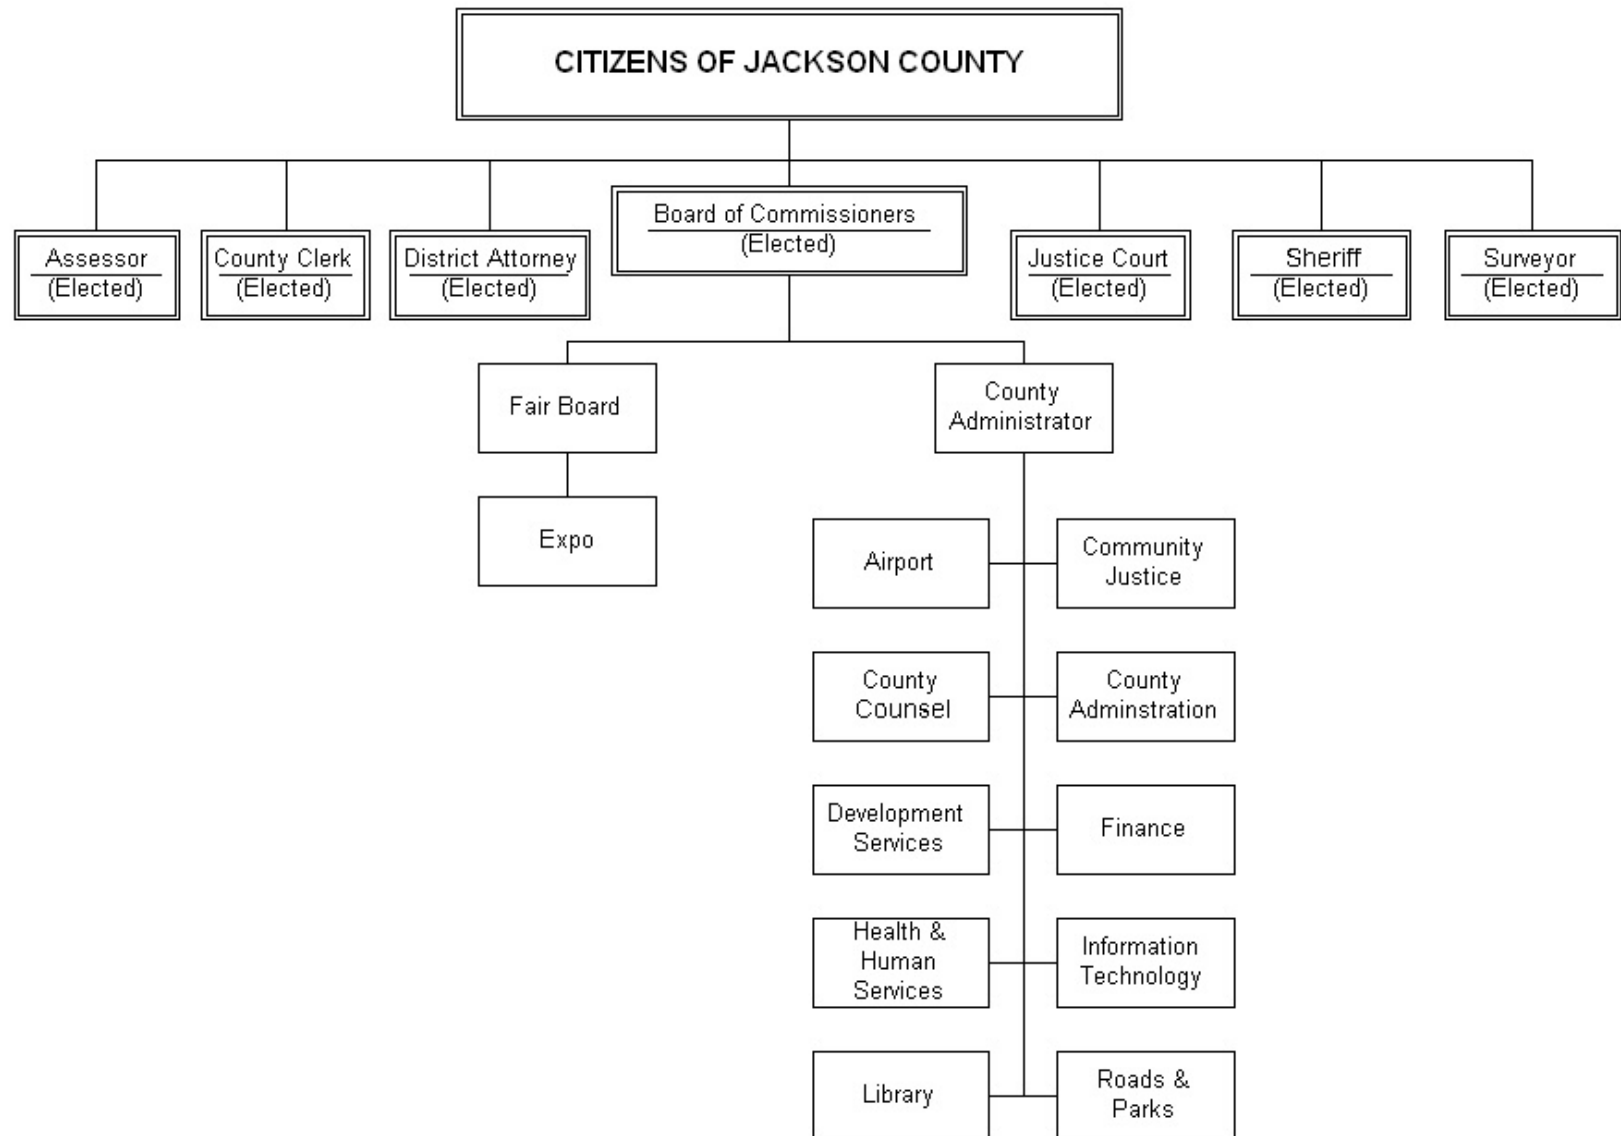 CITIZENS OF JACKSON COUNTY
Board of Commissioners
(Elected)
Assessor
(Elected)
County Clerk
(Elected)
District Attorney
(Elected)
Justice Court
(Elected)
Sheriff
(Elected)
Surveyor
(Elected)
Fair Board
County
Administrator
Expo
Airport
Community
Justice
County
Counsel
County
Adminstration
Development
Services
Finance
Health &
Human
Services
Information
Technology
Library
Roads &
Parks